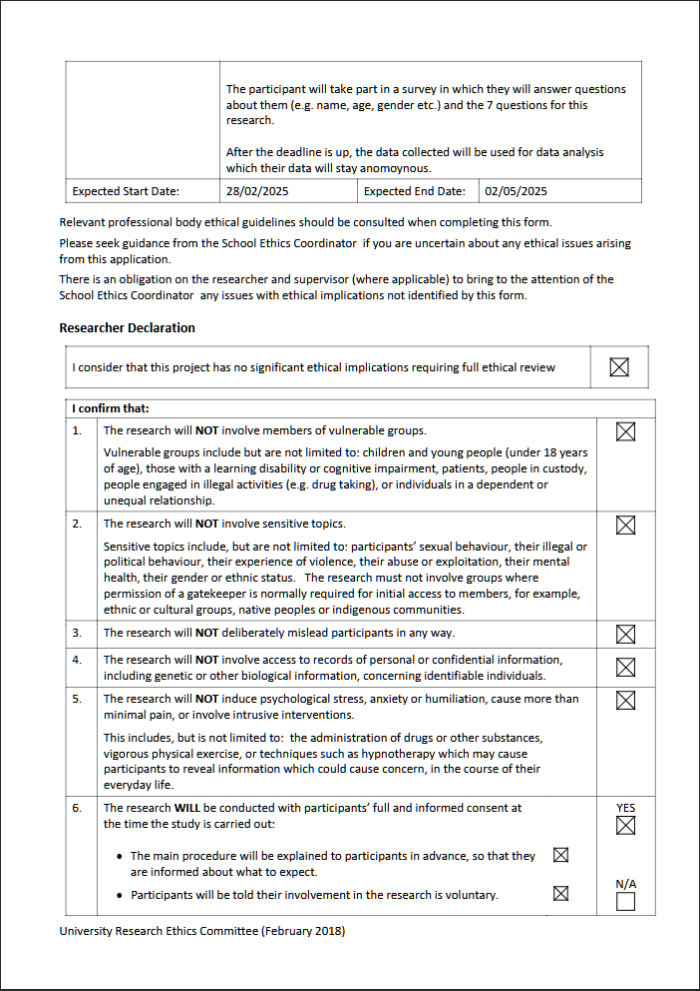 The participant will take part in a survey in which they will answer questions
about them (e.g. name, age, gender etc.) and the 7 questions for this
research.
After the deadline is up, the data collected will be used for data analysis
which their data will stay anomoynous.
Expected Start Date: 28/02/2025 Expected End Date: 02/05/2025
Relevant professional body ethical guidelines should be consulted when completing this form.
Please seek guidance from the School Ethics Coordinator if you are uncertain about any ethical issues arising
from this application.
There is an obligation on the researcher and supervisor (where applicable) to bring to the attention of the
School Ethics Coordinator any issues with ethical implications not identified by this form.
Researcher Declaration
I consider that this project has no significant ethical implications requiring full ethical review
I confirm that:
1. The research will NOT involve members of vulnerable groups.
Vulnerable groups include but are not limited to: children and young people (under 18 years
of age), those with a learning disability or cognitive impairment, patients, people in custody,
people engaged in illegal activities (e.g. drug taking), or individuals in a dependent or
unequal relationship.
2. The research will NOT involve sensitive topics.
Sensitive topics include, but are not limited to: participants' sexual behaviour, their illegal or
political behaviour, their experience of violence, their abuse or exploitation, their mental
health, their gender or ethnic status. The research must not involve groups where
permission of a gatekeeper is normally required for initial access to members, for example,
ethnic or cultural groups, native peoples or indigenous communities.
3. The research will NOT deliberately mislead participants in any way.
4. The research will NOT involve access to records of personal or confidential information,
including genetic or other biological information, concerning identifiable individuals.
5. The research will NOT induce psychological stress, anxiety or humiliation, cause more than
minimal pain, or involve intrusive interventions.
This includes, but is not limited to: the administration of drugs or other substances,
vigorous physical exercise, or techniques such as hypnotherapy which may cause
participants to reveal information which could cause concern, in the course of their
everyday life.
6. The research WILL be conducted with participants' full and informed consent at YES
the time the study is carried out:
• The main procedure will be explained to participants in advance, so that they
are informed about what to expect.
• Participants will be told their involvement in the research is voluntary. N/A
University Research Ethics Committee (February 2018)